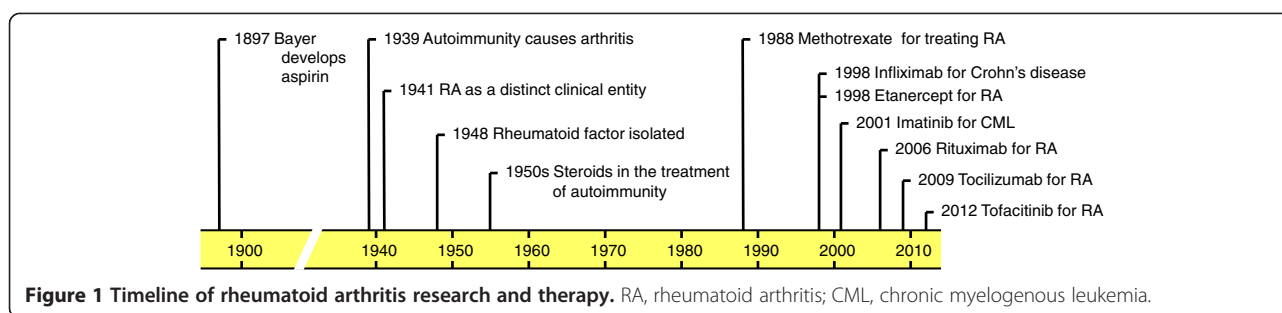 1897 Bayer
develops
aspirin
1939 Autoimmunity causes arthritis
1941 RA as a distinct clinical entity
1948 Rheumatoid factor isolated
1950s Steroids in the treatment
of autoimmunity
1988 Methotrexate for treating RA
1998 Infliximab for Crohn's disease
1998 Etanercept for RA
2001 Imatinib for CML
2006 Rituximab for RA
2009 Tocilizumab for RA
2012 Tofacitinib for RA
1900 1940 1950 1960 1970 1980 1990 2000 2010
Figure 1 Timeline of rheumatoid arthritis research and therapy. RA, rheumatoid arthritis; CML, chronic myelogenous leukemia.